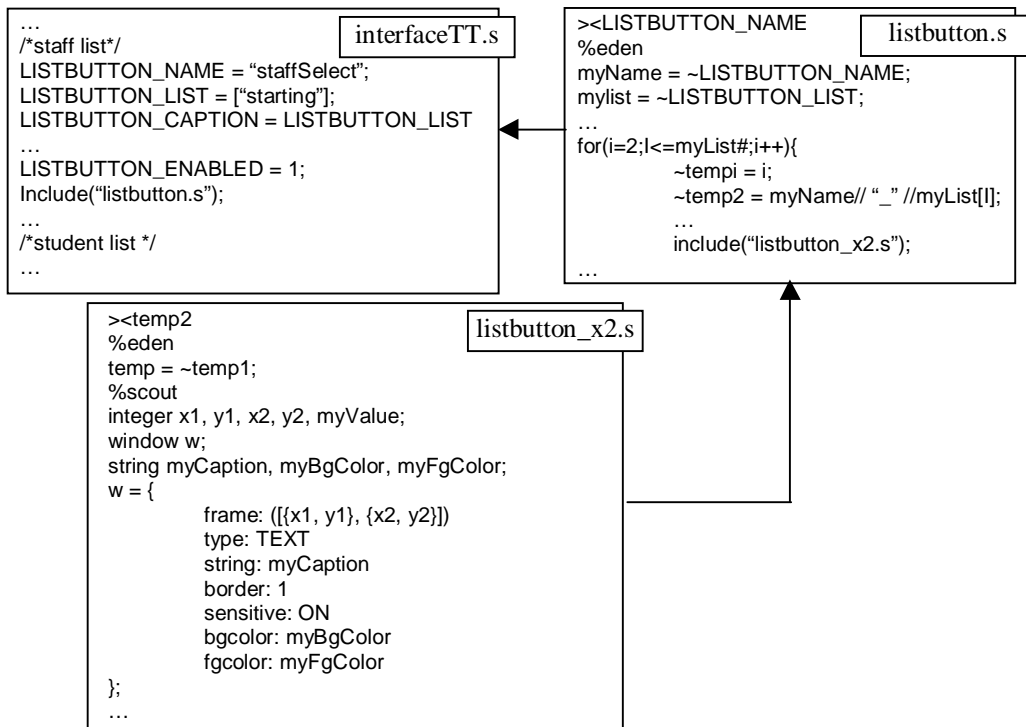 interfaceTT.s
…
/*staff list*/
LISTBUTTON_NAME = “staffSelect”;
LISTBUTTON_LIST = [“starting”];
LISTBUTTON_CAPTION = LISTBUTTON_LIST
…
LISTBUTTON_ENABLED = 1;
Include(“listbutton.s”);
…
/*student list */
…
listbutton.s
><LISTBUTTON_NAME
%eden
myName = ~LISTBUTTON_NAME;
mylist = ~LISTBUTTON_LIST;
…
for(i=2;I<=myList#;i++){
~tempi = i;
~temp2 = myName// “_” //myList[I];
…
include(“listbutton_x2.s”);
…
listbutton_x2.s
><temp2
%eden
temp = ~temp1;
%scout
integer x1, y1, x2, y2, myValue;
window w;
string myCaption, myBgColor, myFgColor;
w = {
frame: ([{x1, y1}, {x2, y2}])
type: TEXT
string: myCaption
border: 1
sensitive: ON
bgcolor: myBgColor
fgcolor: myFgColor
};
…